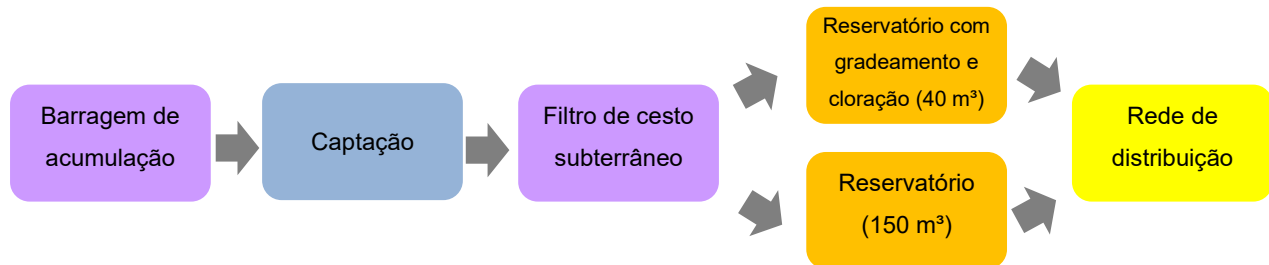 Barragem de
acumulação
Captação
Filtro de cesto
subterrâneo
Reservatório com
gradeamento e
cloração (40 m³)
Reservatório
(150 m³)
Rede de
distribuição